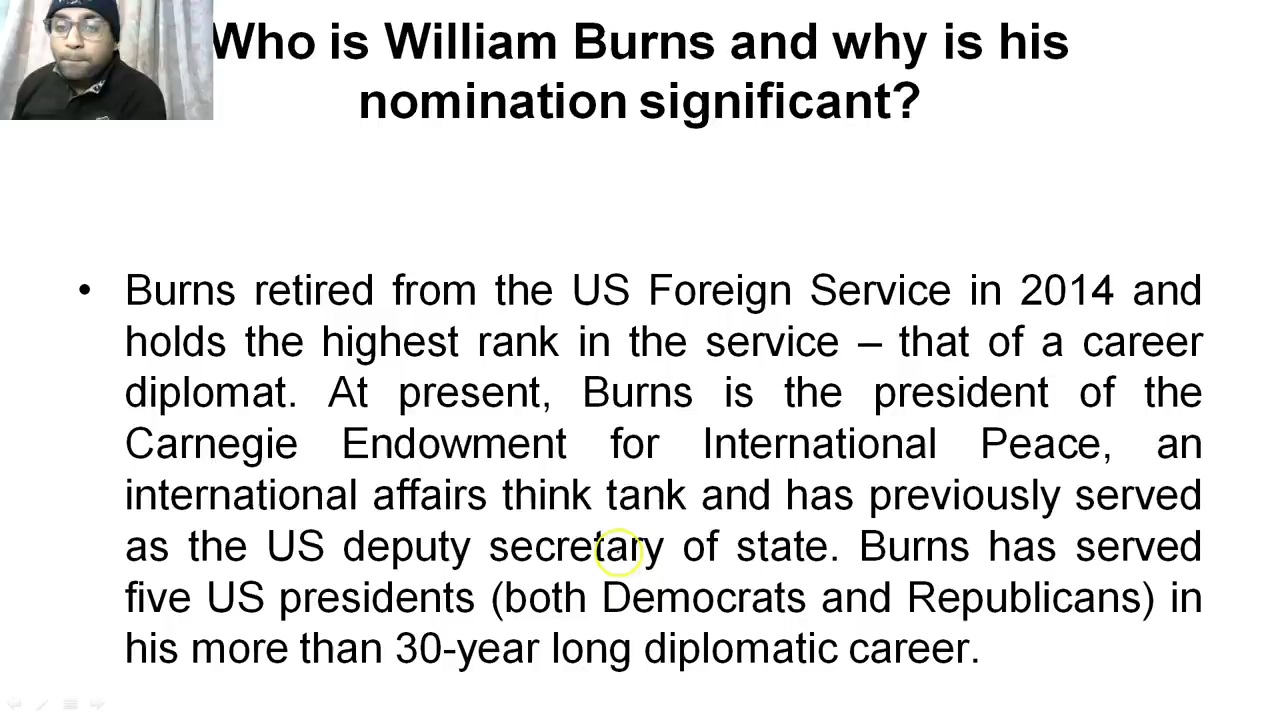 Who is William Burns and why is his
nomination significant?
• Burns retired from the US Foreign Service in 2014 and
holds the highest rank in the service – that of a career
diplomat. At present, Burns is the president of the
Carnegie Endowment for International Peace, an
international affairs think tank and has previously served
as the US deputy secretary of state. Burns has served
five US presidents (both Democrats and Republicans) in
his more than 30-year long diplomatic career.